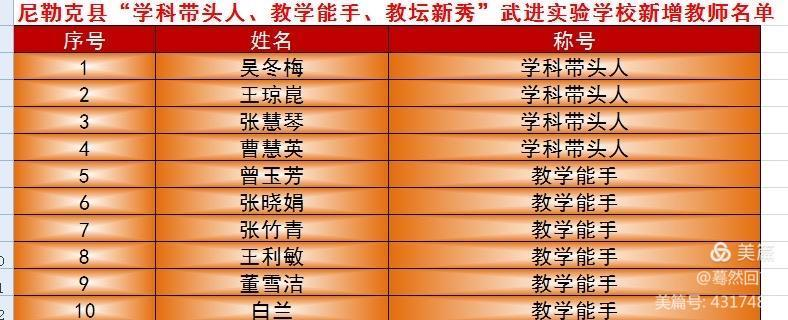 尼勒克县“学科带头人、教学能手、教坛新秀”武进实验学校新增教师名单
序号 姓名 称号
1 吴冬梅 学科带头人
2 王琼崑 学科带头人
3 张慧琴 学科带头人
4 曹慧英 学科带头人
5 曾玉芳 教学能手
6 张晓娟 教学能手
7 张竹青 教学能手
8 王利敏 教学能手
9 董雪洁 教学能手
10 白兰 教学能手
美篇
@蓦然回
美篇号: 431748